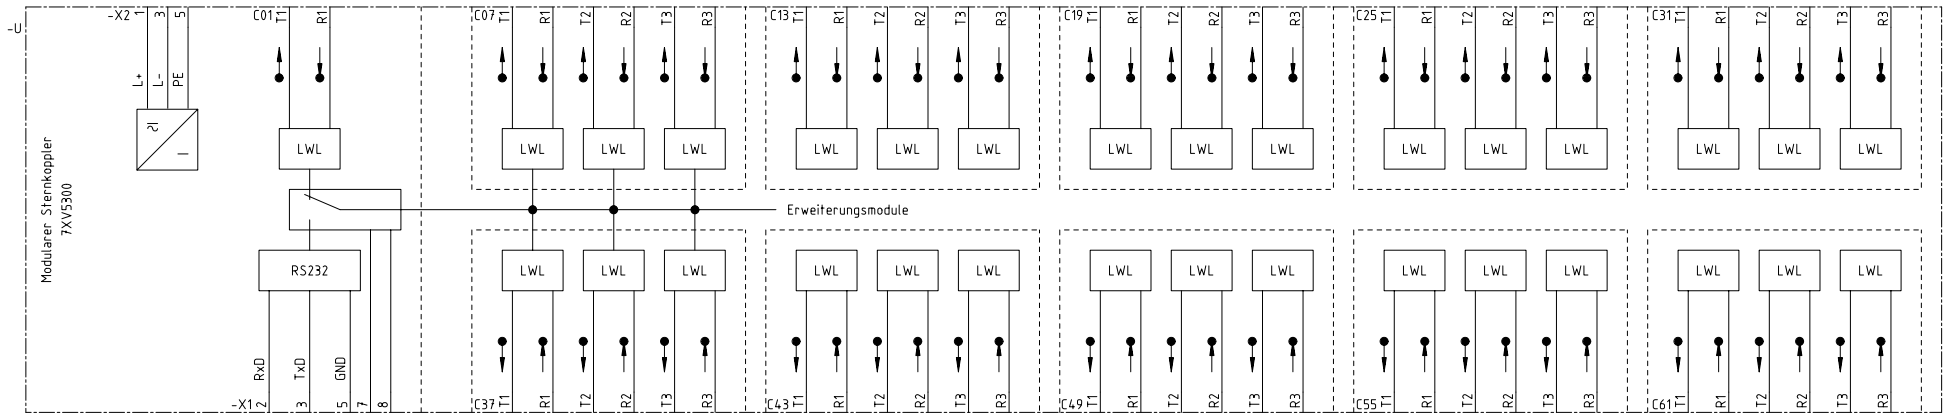 -U
-X2 1 3 5
C01 T1 R1
C07 T1 R1 T2 R2 T3 R3
C13 T1 R1 T2 R2 T3 R3
C19 T1 R1 T2 R2 T3 R3
C25 T1 R1 T2 R2 T3 R3
C31 T1 R1 T2 R2 T3 R3
L+ L- PE
LWL
LWL LWL LWL
LWL LWL LWL
LWL LWL LWL
LWL LWL LWL
LWL LWL LWL
Modularer Sternkoppler
7XV5300
Erweiterungsmodule
RS232
LWL LWL LWL
LWL LWL LWL
LWL LWL LWL
LWL LWL LWL
LWL LWL LWL
RxD TxD GND
-X1 2 3 5 7 8
C37 T1 R1 T2 R2 T3 R3
C43 T1 R1 T2 R2 T3 R3
C49 T1 R1 T2 R2 T3 R3
C55 T1 R1 T2 R2 T3 R3
C61 T1 R1 T2 R2 T3 R3